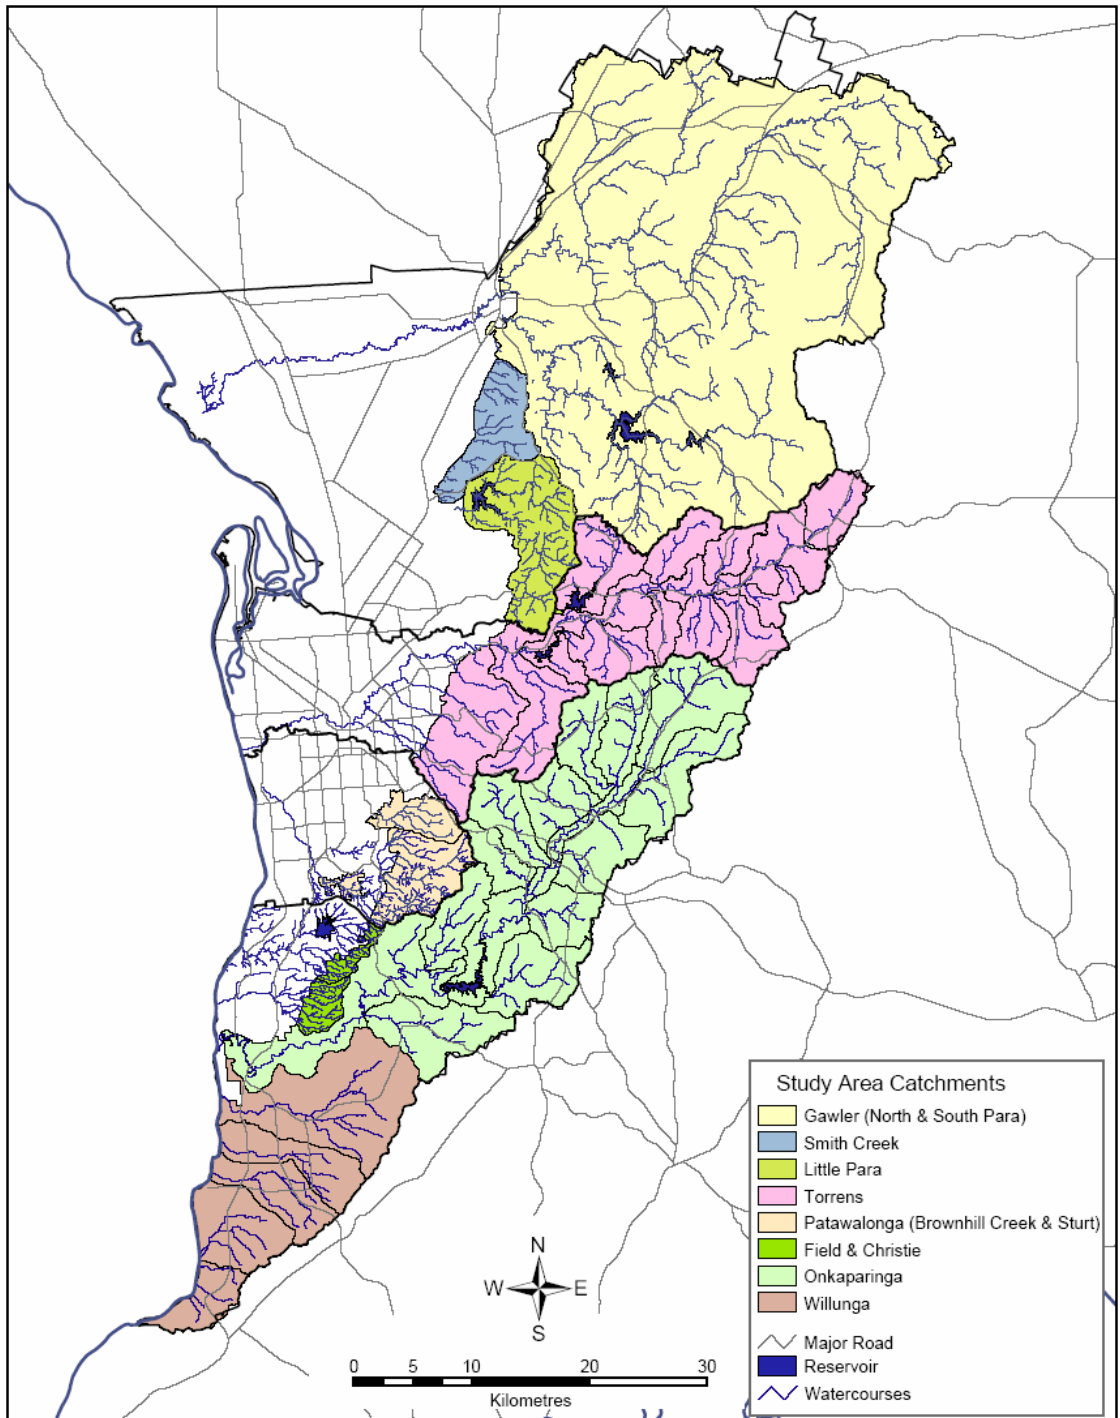 Study Area Catchments
Gawler (North & South Para)
Smith Creek
Little Para
Torrens
Patawalonga (Brownhill Creek & Sturt)
Field & Christie
Onkaparinga
Willunga
Major Road
Reservoir
Watercourses
N
W E
S
0 5 10 20 30
Kilometres